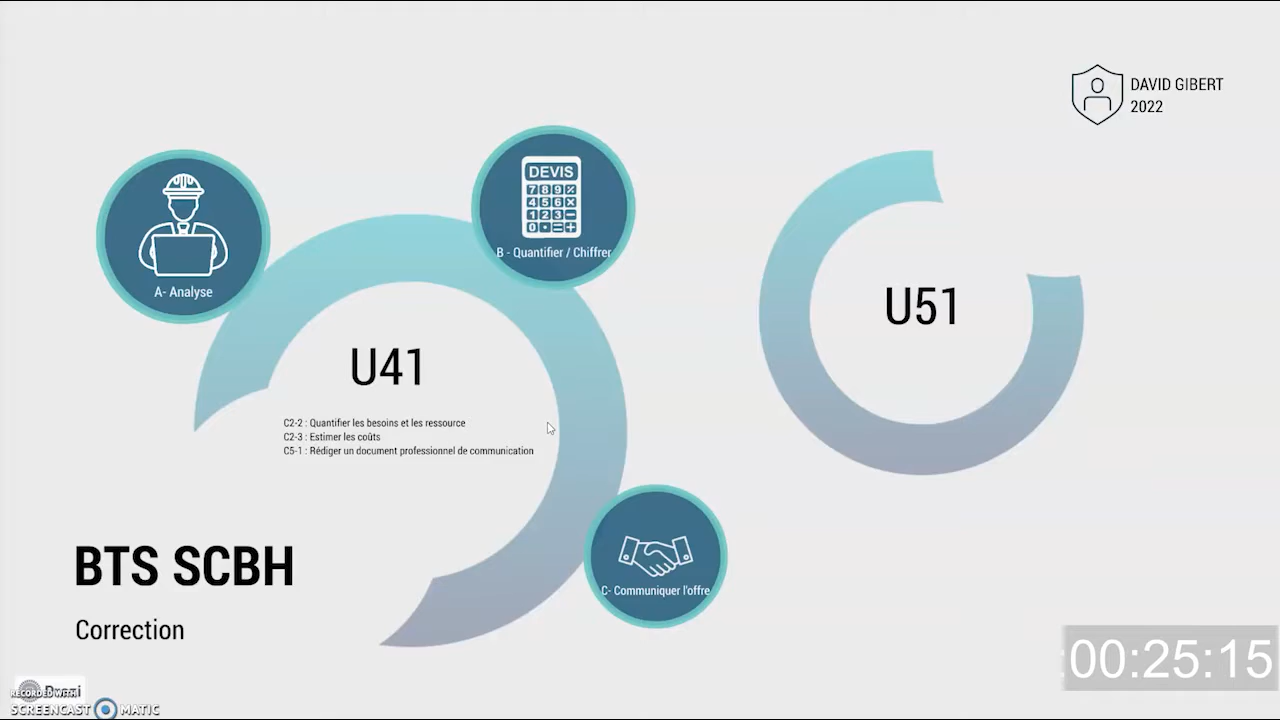 DAVID GIBERT
2022
DEVIS
7 8 9 %
4 5 6 ×
1 2 3 −
0 • = +
B - Quantifier / Chiffrer
A- Analyse
U51
U41
C2-2 : Quantifier les besoins et les ressource
C2-3 : Estimer les coûts
C5-1 : Rédiger un document professionnel de communication
BTS SCBH
C- Communiquer l'offre
Correction
:00:25:15
RECORDED WITH
SCREENCAST MATIC